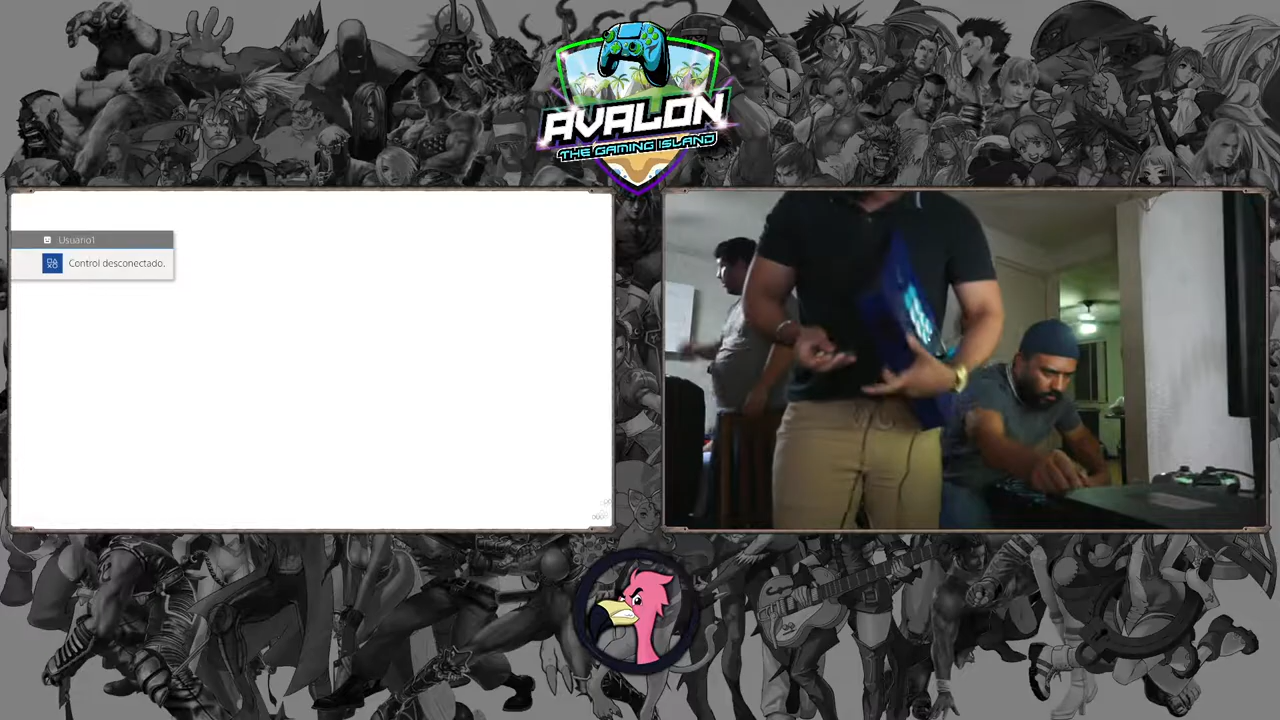 AVALON
THE GAMING ISLAND
Usuario1
Control desconectado.